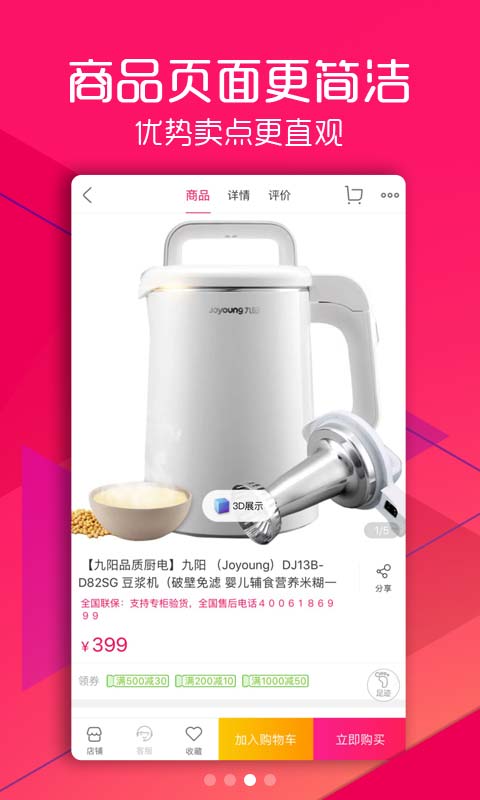 商品页面更简洁
优势卖点更直观
商品 详情 评价
Joyoung 九阳
3D展示
1/5
【九阳品质厨电】九阳 （Joyoung）DJ13B-
D82SG 豆浆机（破壁免滤 婴儿辅食营养米糊一
分享
全国联保：支持专柜验货，全国售后电话４００６１８６９
９９
¥399
领券 满500减30 满200减10 满1000减50
足迹
店铺 客服 收藏 加入购物车 立即购买